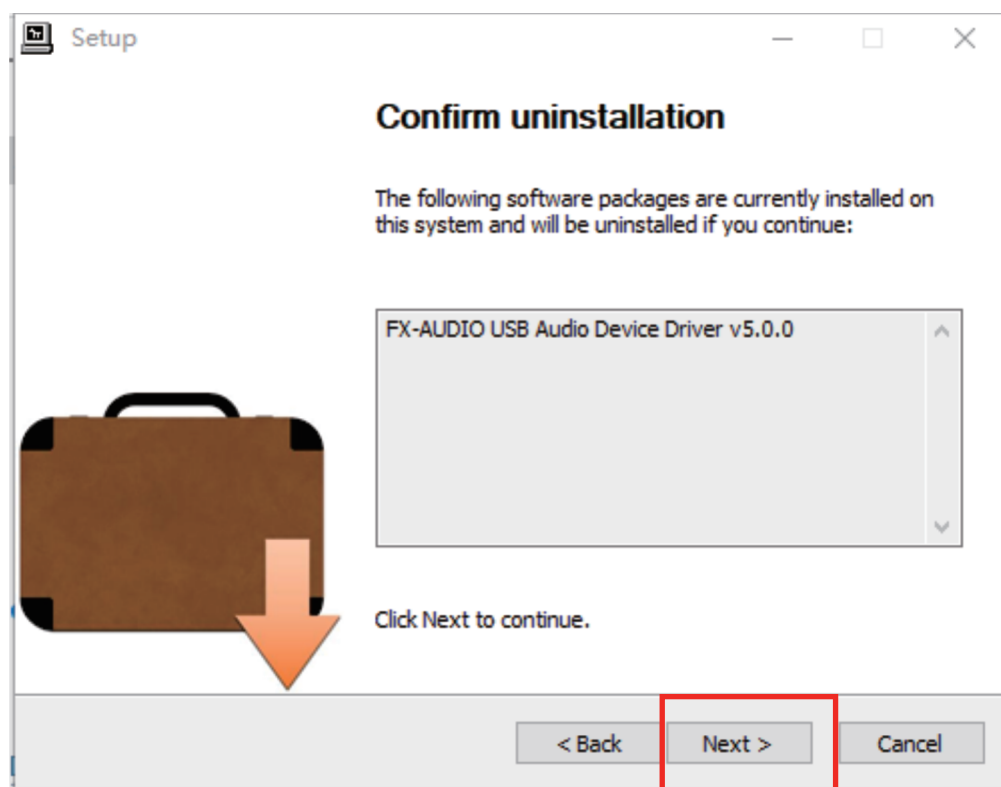 Setup
Confirm uninstallation
The following software packages are currently installed on
this system and will be uninstalled if you continue:
FX-AUDIO USB Audio Device Driver v5.0.0
Click Next to continue.
< Back
Next >
Cancel